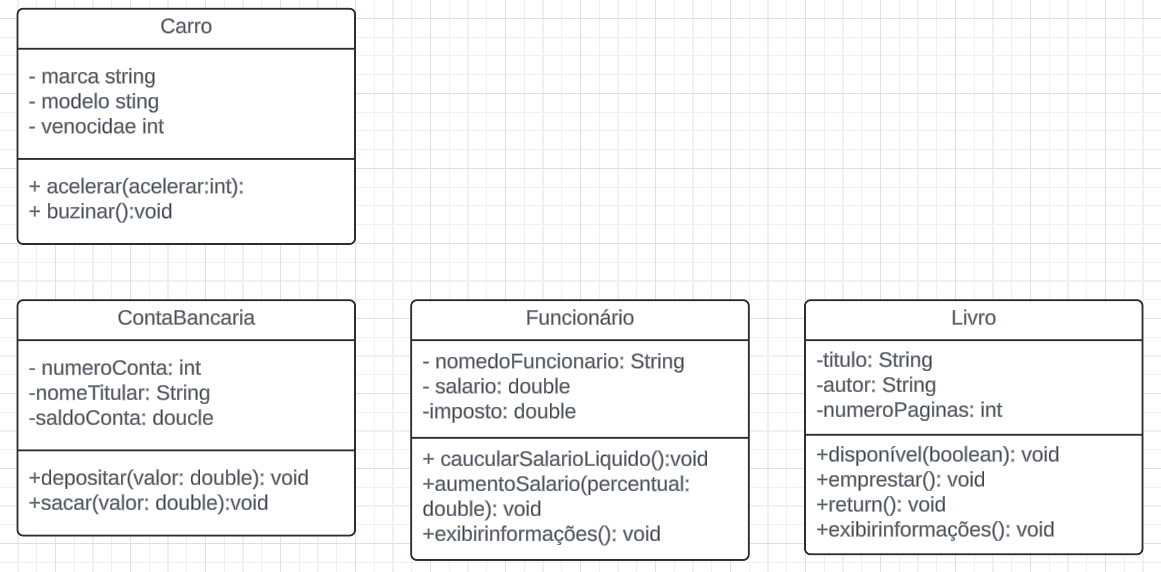 Carro
- marca string
- modelo sting
- venocidae int
+ acelerar(acelerar:int):
+ buzinar():void
ContaBancaria
- numeroConta: int
-nomeTitular: String
-saldoConta: doucle
+depositar(valor: double): void
+sacar(valor: double):void
Funcionário
- nomedoFuncionario: String
- salario: double
-imposto: double
+ caucularSalarioLiquido():void
+aumentoSalario(percentual:
double): void
+exibirinformações(): void
Livro
-titulo: String
-autor: String
-numeroPaginas: int
+disponível(boolean): void
+emprestar(): void
+return(): void
+exibirinformações(): void